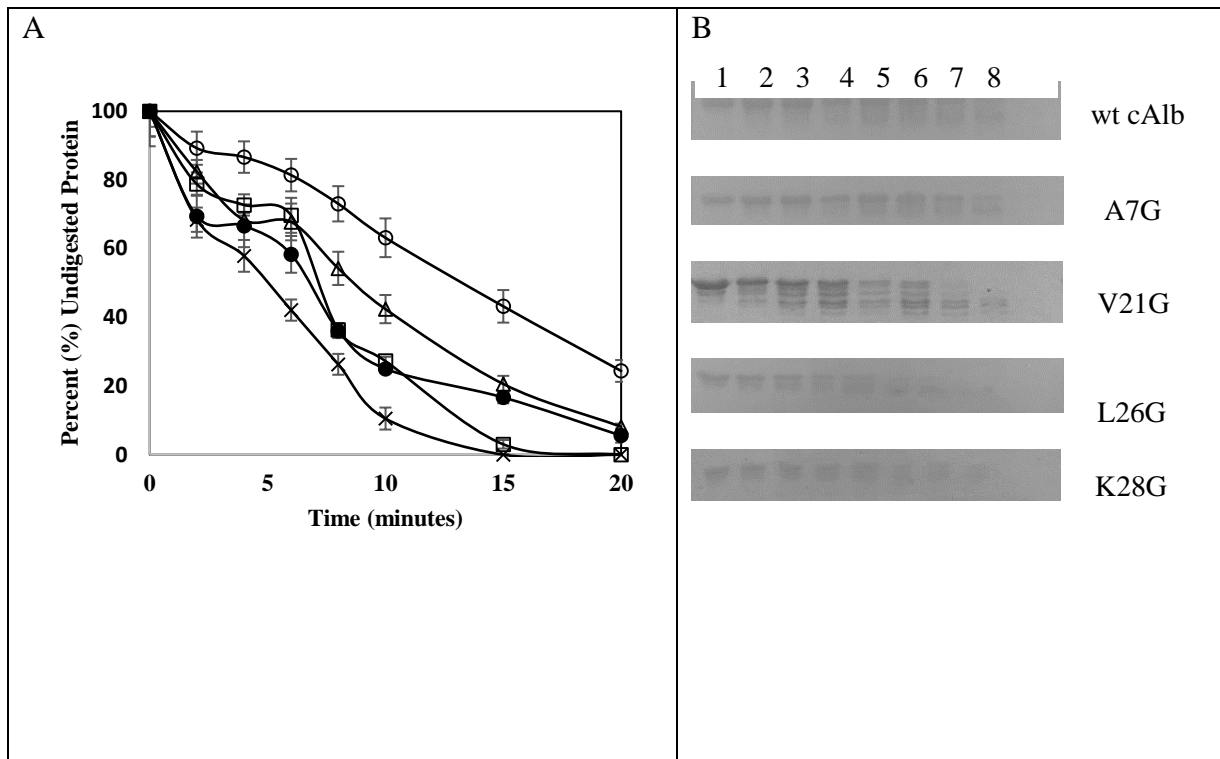 A
100
80
60
40
20
0
Percent (%) Undigested Protein
0 5 10 15 20
Time (minutes)
B
1 2 3 4 5 6 7 8
wt cAlb
A7G
V21G
L26G
K28G